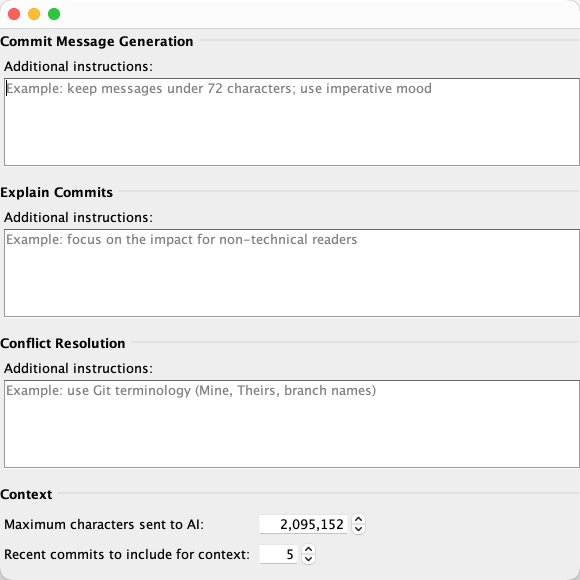 Commit Message Generation
Additional instructions:
Example: keep messages under 72 characters; use imperative mood
Explain Commits
Additional instructions:
Example: focus on the impact for non-technical readers
Conflict Resolution
Additional instructions:
Example: use Git terminology (Mine, Theirs, branch names)
Context
Maximum characters sent to AI: 2,095,152
Recent commits to include for context: 5